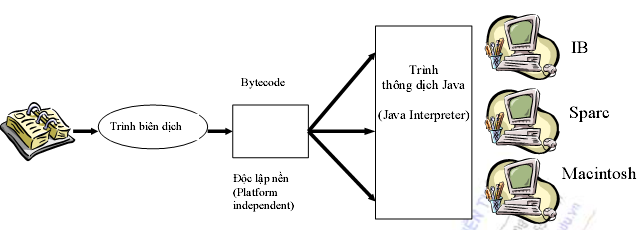 Trình biên dịch
Bytecode
Độc lập nền
(Platform
independent)
Trình
thông dịch Java
(Java Interpreter)
IB
Sparc
Macintosh